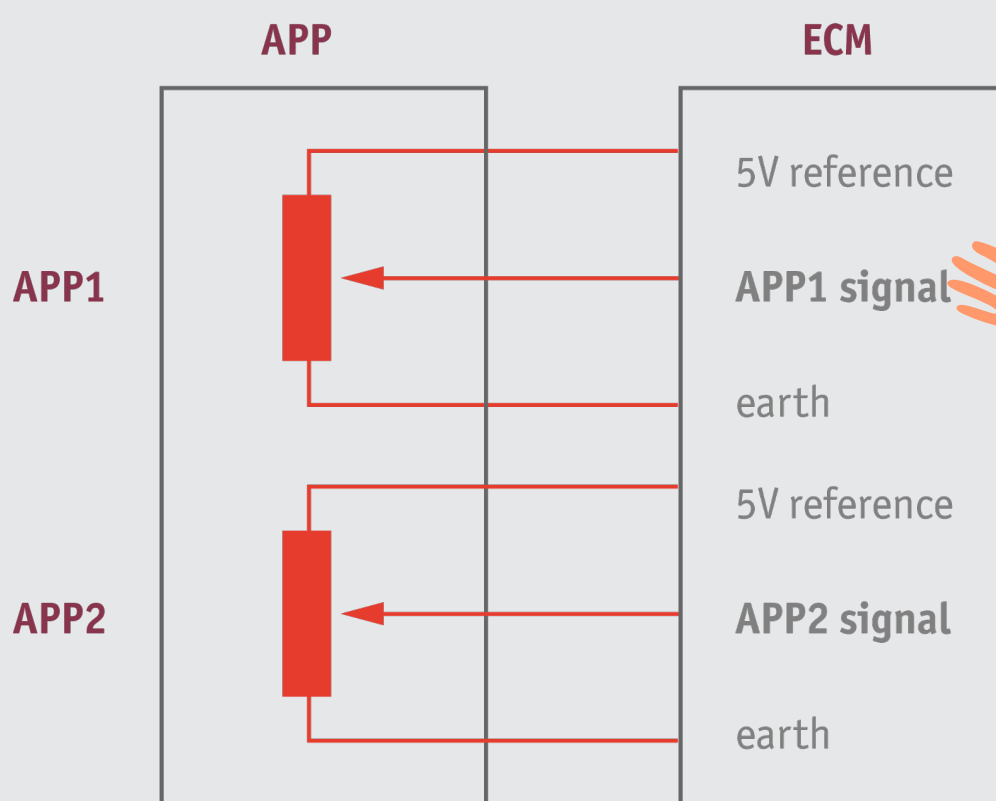 APP
ECM
5V reference
APP1
APP1 signal
earth
5V reference
APP2
APP2 signal
earth